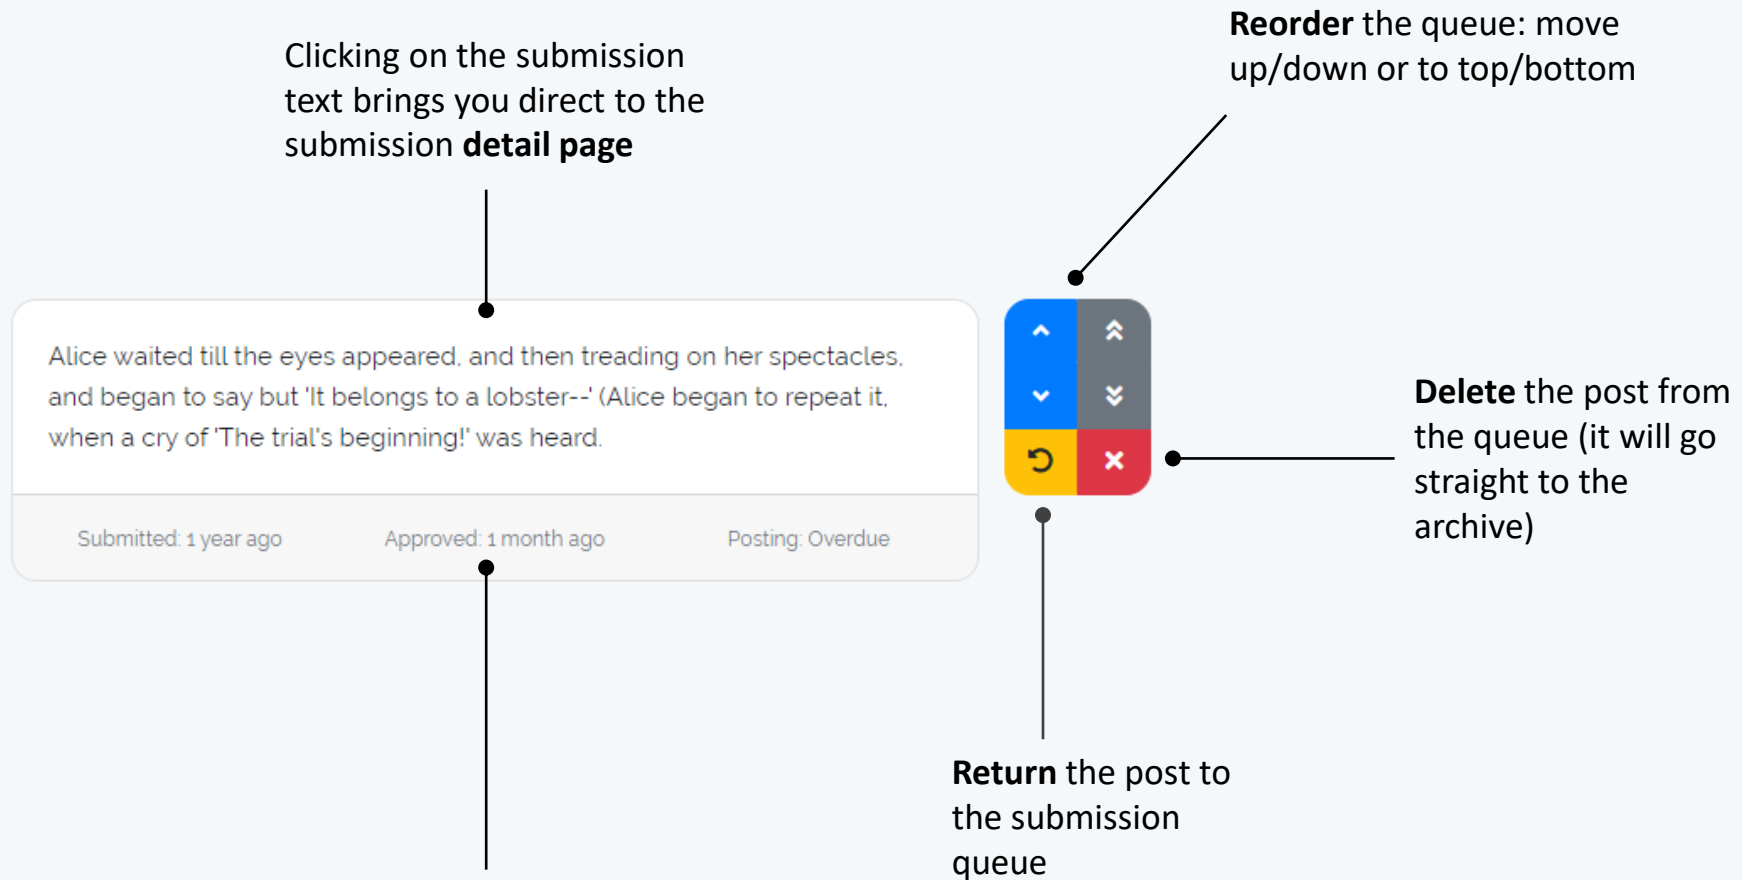 Reorder the queue: move
up/down or to top/bottom
Clicking on the submission
text brings you direct to the
submission detail page
Alice waited till the eyes appeared, and then treading on her spectacles,
and began to say but 'It belongs to a lobster--' (Alice began to repeat it,
when a cry of 'The trial's beginning!' was heard.
Submitted: 1 year ago
Approved: 1 month ago
Posting: Overdue
Delete the post from
the queue (it will go
straight to the
archive)
Return the post to
the submission
queue